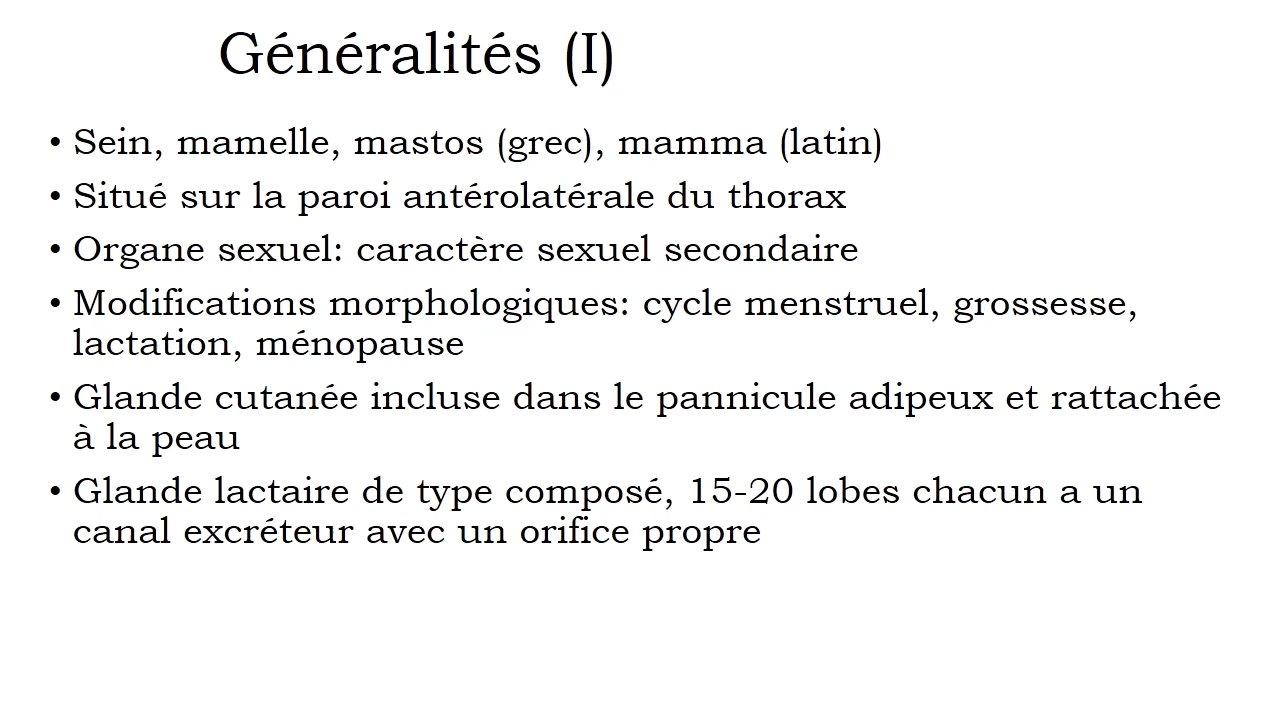 Généralités (I)
• Sein, mamelle, mastos (grec), mamma (latin)
• Situé sur la paroi antérolatérale du thorax
• Organe sexuel: caractère sexuel secondaire
• Modifications morphologiques: cycle menstruel, grossesse,
lactation, ménopause
• Glande cutanée incluse dans le pannicule adipeux et rattachée
à la peau
• Glande lactaire de type composé, 15-20 lobes chacun a un
canal excréteur avec un orifice propre